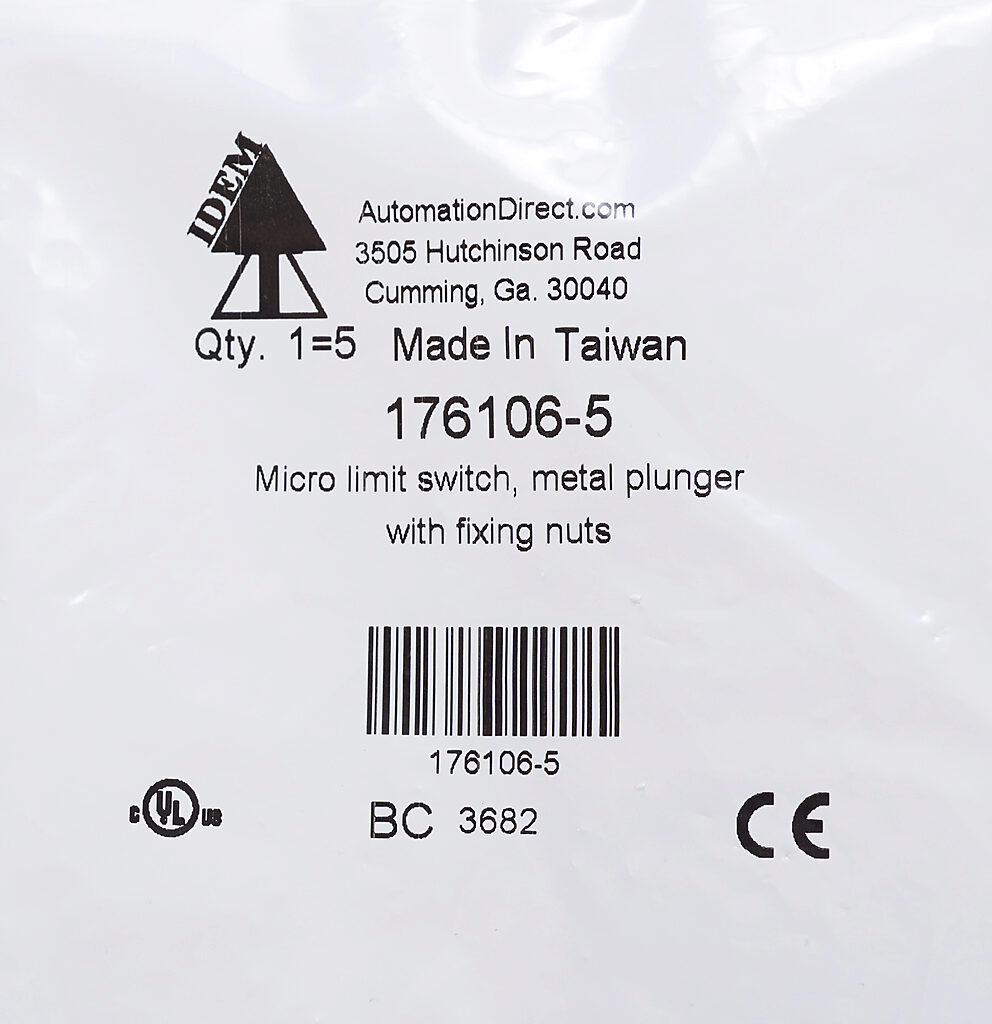 IDEM
AutomationDirect.com
3505 Hutchinson Road
Cumming, Ga. 30040
Qty. 1=5 Made In Taiwan
176106-5
Micro limit switch, metal plunger
with fixing nuts
176106-5
C UL US
BC 3682
CE